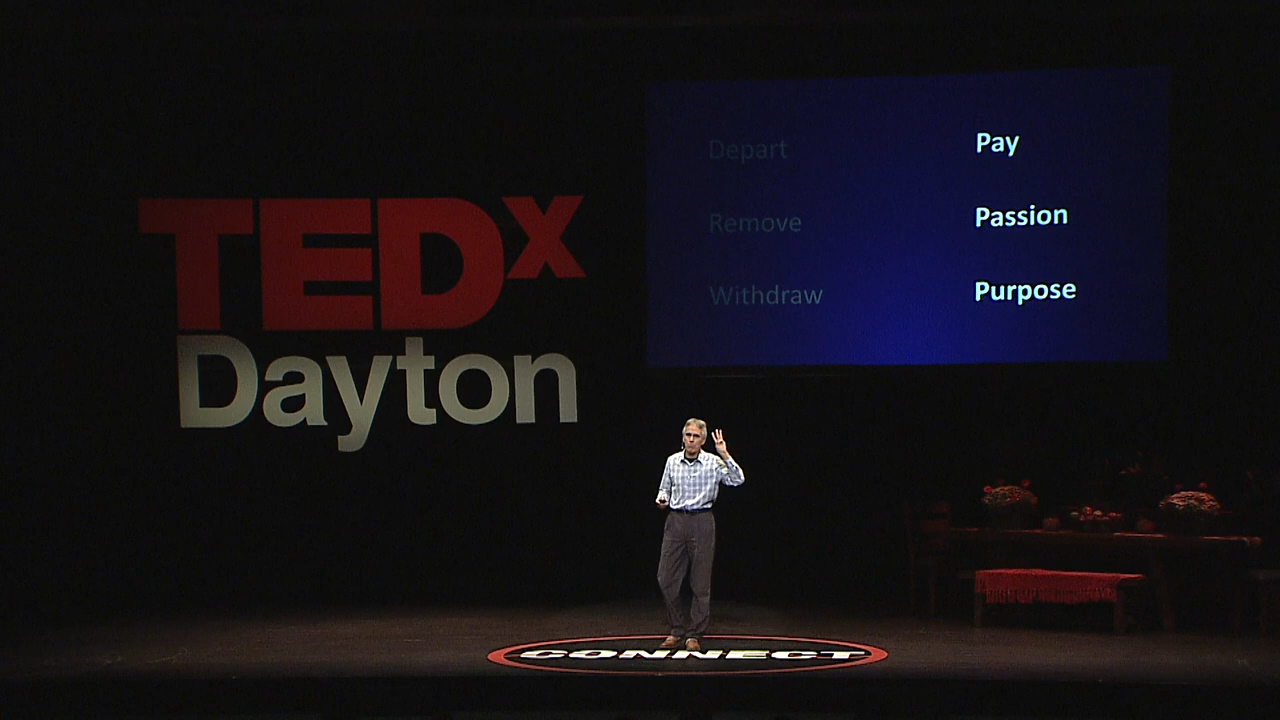 TEDx
Dayton
Depart Pay
Remove Passion
Withdraw Purpose
CONNECT